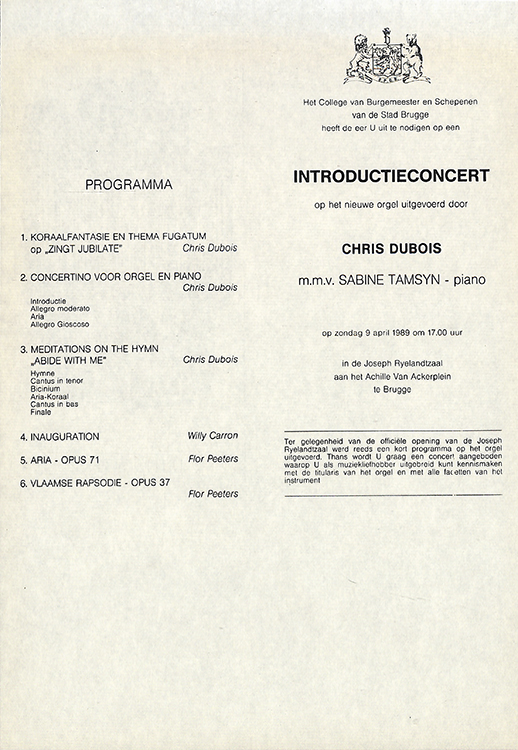 PROGRAMMA
1. KORAALFANTASIE EN THEMA FUGATUM
op „ZINGT JUBILATE" Chris Dubois
2. CONCERTINO VOOR ORGEL EN PIANO
Chris Dubois
Introductie
Allegro moderato
Aria
Allegro Gioscoso
3. MEDITATIONS ON THE HYMN
„ABIDE WITH ME" Chris Dubois
Hymne
Cantus in tenor
Bicinium
Aria-Koraal
Cantus in bas
Finale
4. INAUGURATION Willy Carron
5. ARIA - OPUS 71 Flor Peeters
6. VLAAMSE RAPSODIE - OPUS 37
Flor Peeters
Het College van Burgemeester en Schepenen
van de Stad Brugge
heeft de eer U uit te nodigen op een
INTRODUCTIECONCERT
op het nieuwe orgel uitgevoerd door
CHRIS DUBOIS
m.m.v. SABINE TAMSYN - piano
op zondag 9 april 1989 om 17.00 uur
in de Joseph Ryelandtzaal
aan het Achille Van Ackerplein
te Brugge
Ter gelegenheid van de officiële opening van de Joseph
Ryelandtzaal werd reeds een kort programma op het orgel
uitgevoerd. Thans wordt U graag een concert aangeboden
waarop U als muziekliefhebber uitgebreid kunt kennismaken
met de titularis van het orgel en met alle facetten van het
instrument